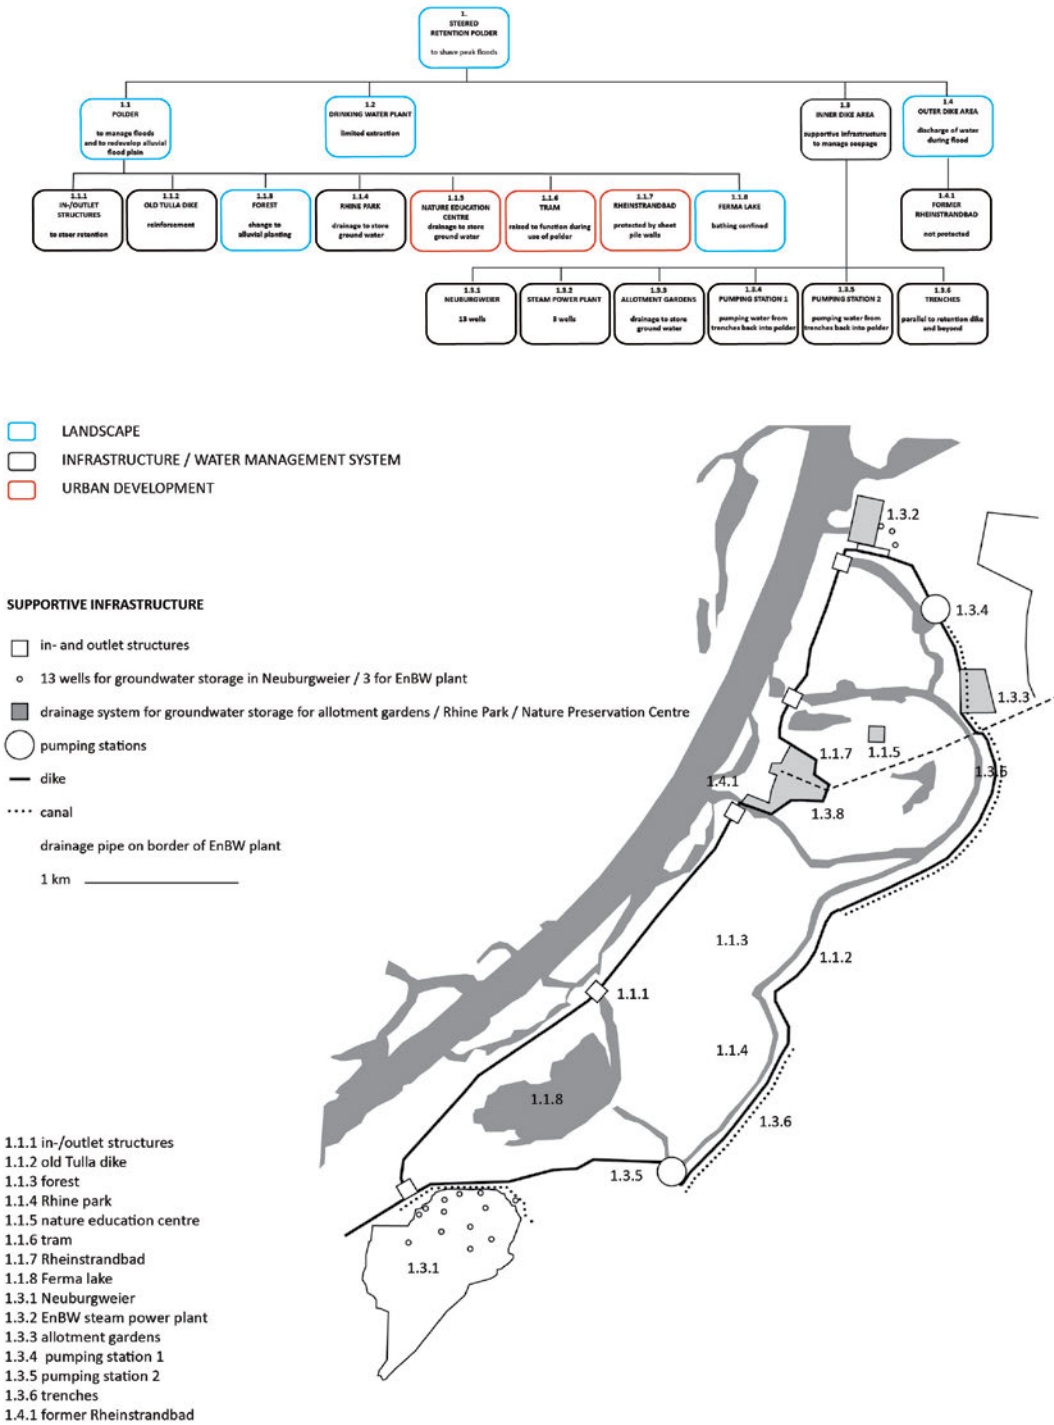 1.
STEERED
RETENTION POLDER
to shave peak floods
1.1
POLDER
to manage floods
and to redevelop alluvial
flood plain
1.2
DRINKING WATER PLANT
limited extraction
1.3
INNER DIKE AREA
supportive infrastructure
to manage seepage
1.4
OUTER DIKE AREA
discharge of water
during flood
1.1.1
IN-/OUTLET
STRUCTURES
to steer retention
1.1.2
OLD TULLA DIKE
reinforsement
1.1.3
FOREST
change to
alluvial planting
1.1.4
RHINE PARK
drainage to store
ground water
1.1.5
NATURE EDUCATION
CENTRE
drainage to store
ground water
1.1.6
TRAM
raised to function during
use of polder
1.1.7
RHEINSTRANDBAD
protected by sheet
pile walls
1.1.8
FERMA LAKE
bathing confined
1.4.1
FORMER
RHEINSTRANDBAD
not protected
1.3.1
NEUBURGWEIER
13 wells
1.3.2
STEAM POWER PLANT
3 wells
1.3.3
ALLOTMENT GARDENS
drainage to store
ground water
1.3.4
PUMPING STATION 1
pumping water from
trenches back into polder
1.3.5
PUMPING STATION 2
pumping water from
trenches back into polder
1.3.6
TRENCHES
parallel to retention dike
and beyond
LANDSCAPE
INFRASTRUCTURE / WATER MANAGEMENT SYSTEM
URBAN DEVELOPMENT
SUPPORTIVE INFRASTRUCTURE
in- and outlet structures
13 wells for groundwater storage in Neuburgweier / 3 for EnBW plant
drainage system for groundwater storage for allotment gardens / Rhine Park / Nature Preservation Centre
pumping stations
dike
canal
drainage pipe on border of EnBW plant
1 km
1.3.2
1.3.4
1.3.3
1.1.7
1.1.5
1.3.6
1.4.1
1.3.8
1.1.3
1.1.2
1.1.1
1.1.4
1.1.8
1.3.6
1.3.5
1.3.1
1.1.1 in-/outlet structures
1.1.2 old Tulla dike
1.1.3 forest
1.1.4 Rhine park
1.1.5 nature education centre
1.1.6 tram
1.1.7 Rheinstrandbad
1.1.8 Ferma lake
1.3.1 Neuburgweier
1.3.2 EnBW steam power plant
1.3.3 allotment gardens
1.3.4 pumping station 1
1.3.5 pumping station 2
1.3.6 trenches
1.4.1 former Rheinstrandbad